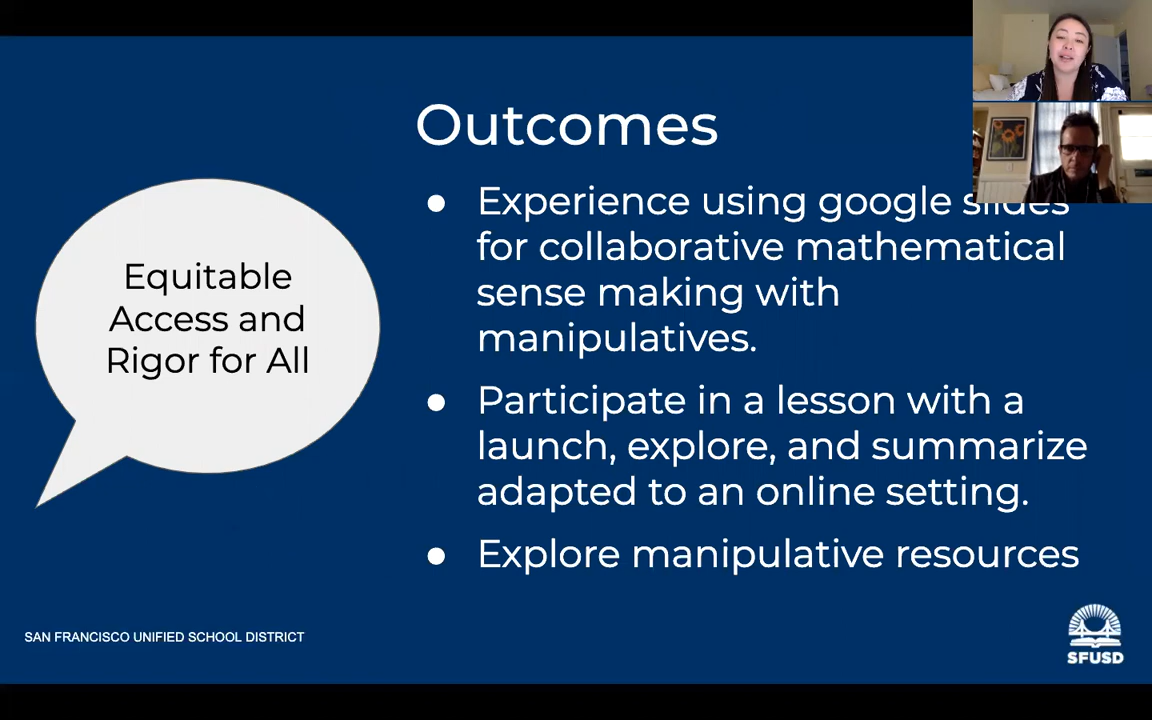 Outcomes
Equitable
Access and
Rigor for All
● Experience using google slides
for collaborative mathematical
sense making with
manipulatives.
● Participate in a lesson with a
launch, explore, and summarize
adapted to an online setting.
● Explore manipulative resources
SAN FRANCISCO UNIFIED SCHOOL DISTRICT
SFUSD